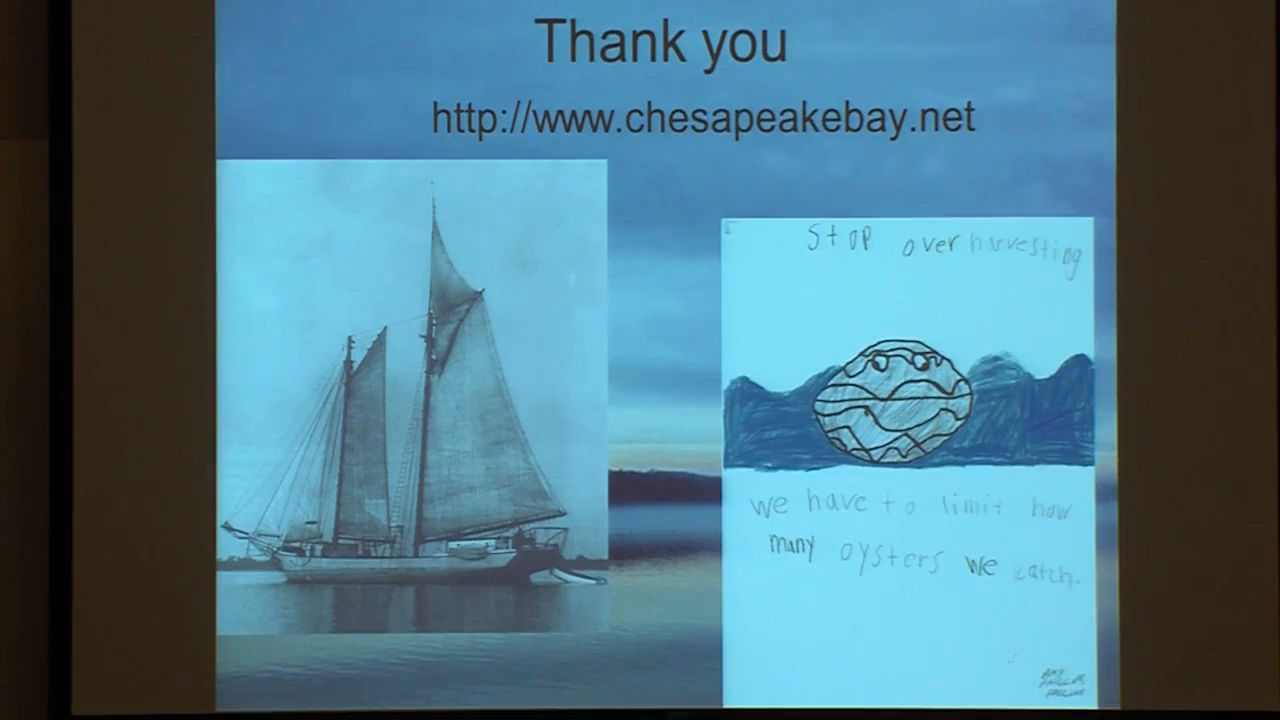 Thank you
http://www.chesapeakebay.net
Stop over harvesting
We have to limit how
many oysters we catch.